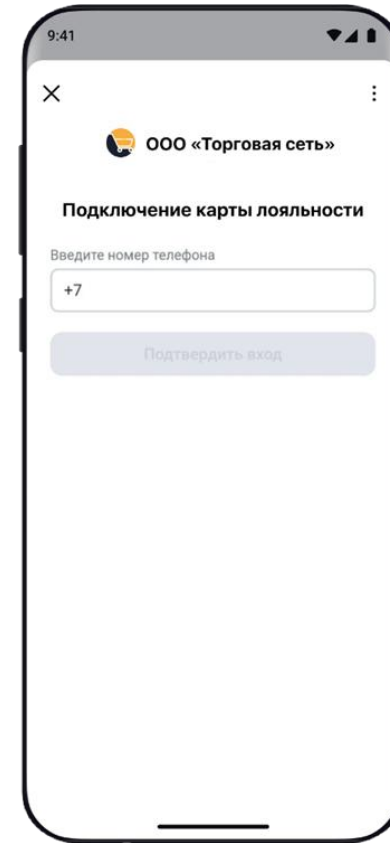 9:41
ООО «Торговая сеть»
Подключение карты лояльности
Введите номер телефона
+7
Подтвердить вход